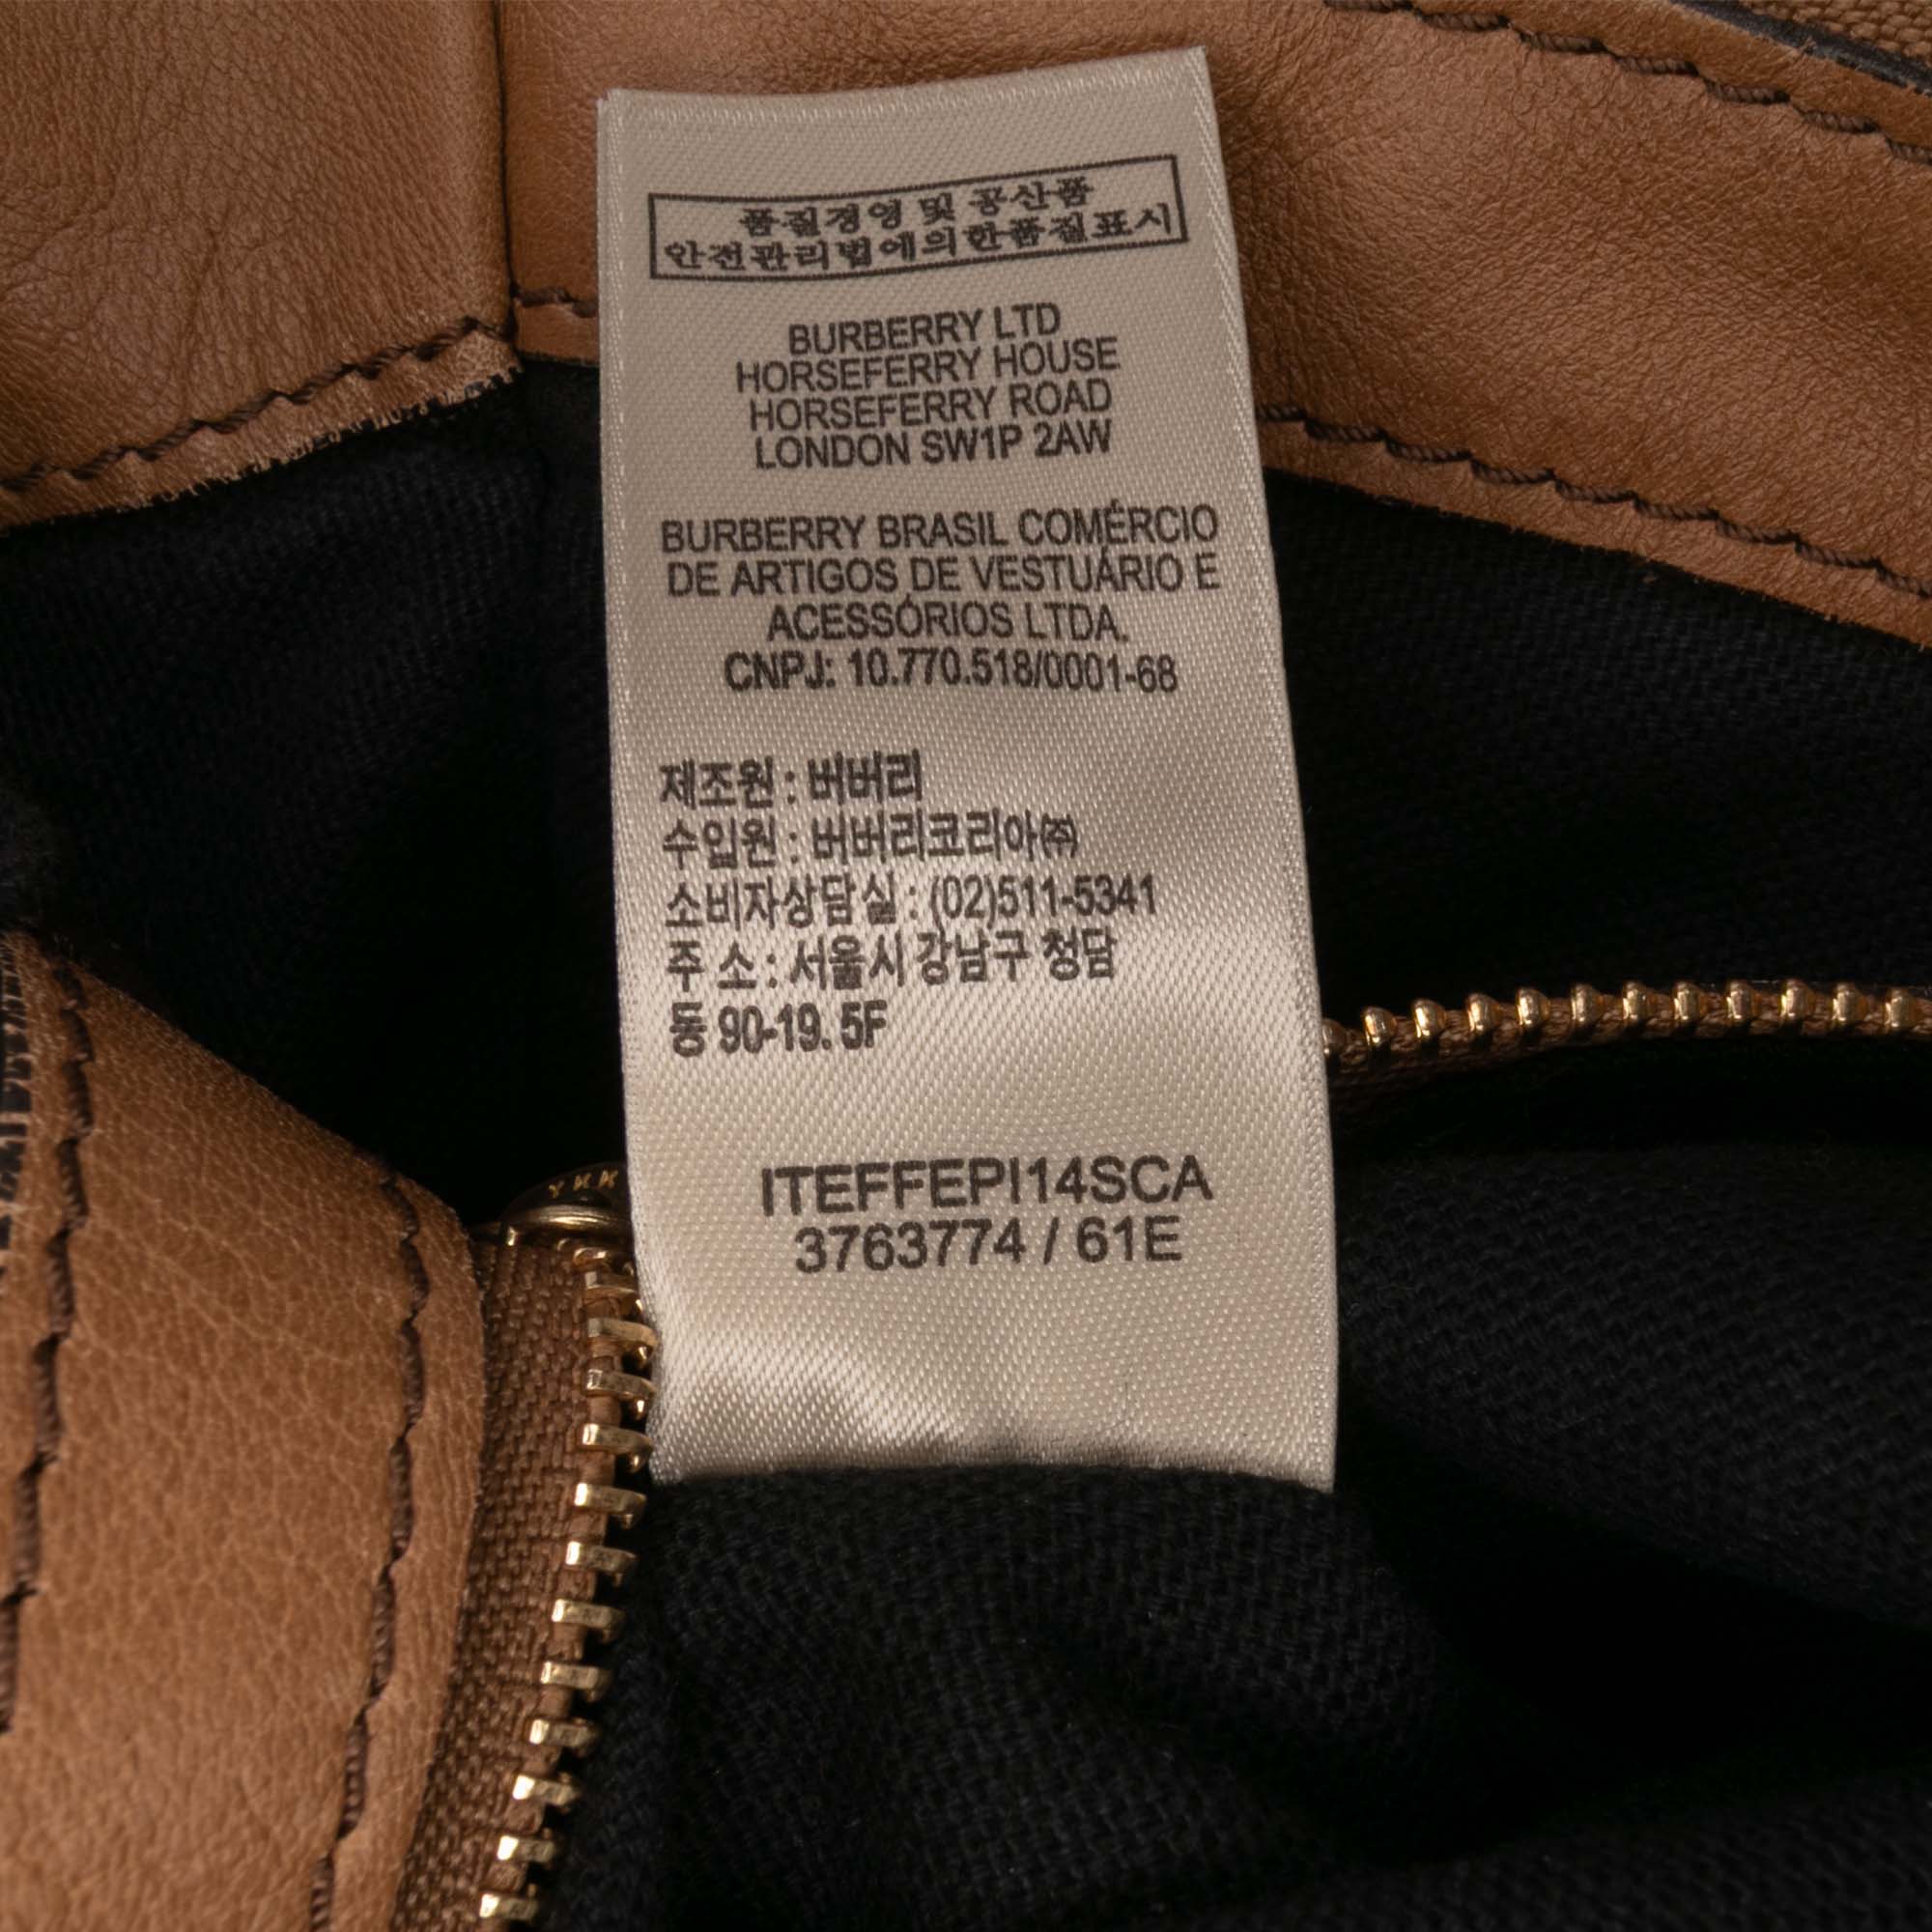 품질경영 및 공산품
안전관리법에의한품질표시
BURBERRY LTD
HORSEFERRY HOUSE
HORSEFERRY ROAD
LONDON SW1P 2AW
BURBERRY BRASIL COMÉRCIO
DE ARTIGOS DE VESTUÁRIO E
ACESSÓRIOS LTDA.
CNPJ: 10.770.518/0001-68
제조원 : 버버리
수입원 : 버버리코리아㈜
소비자상담실 : (02)511-5341
주 소 : 서울시 강남구 청담
동 90-19. 5F
YKK
ITEFFEPI14SCA
3763774 / 61E